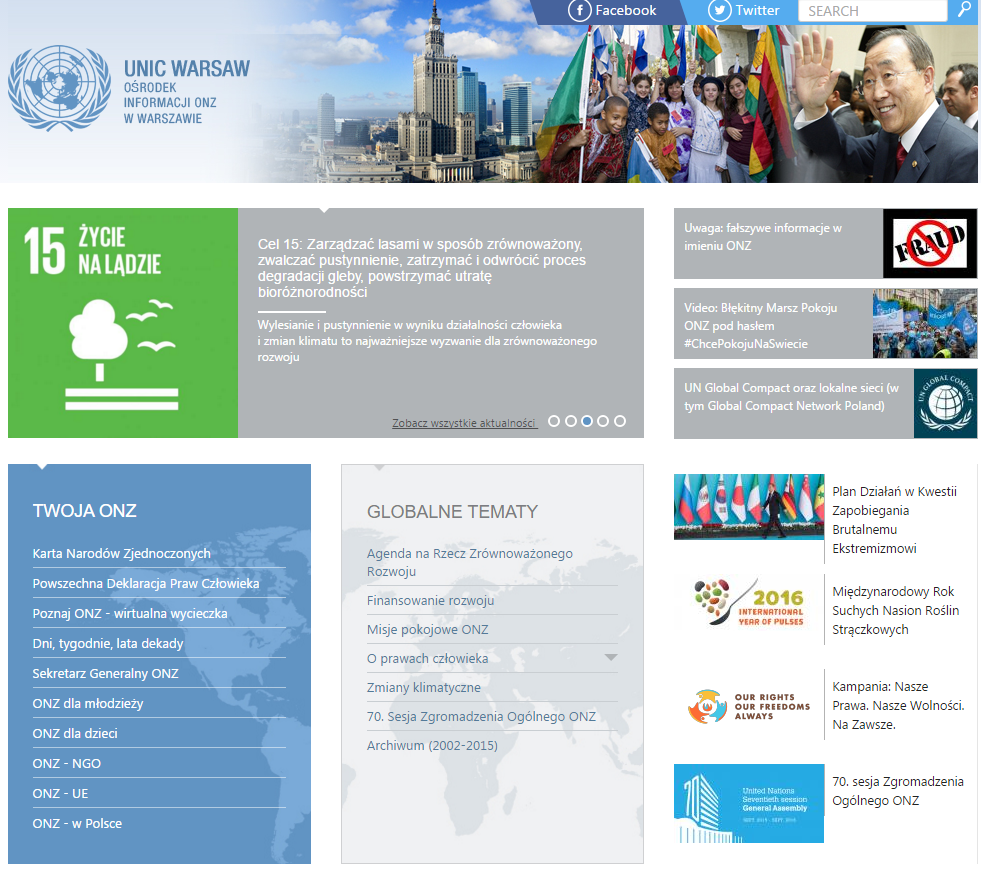 Facebook
Twitter
SEARCH
UNIC WARSAW
OŚRODEK
INFORMACJI ONZ
W WARSZAWIE
15 ŻYCIE
NA LĄDZIE
Cel 15: Zarządzać lasami w sposób zrównoważony,
zwalczać pustynnienie, zatrzymać i odwrócić proces
degradacji gleby, powstrzymać utratę
bioróżnorodności
Wylesianie i pustynnienie w wyniku działalności człowieka
i zmian klimatu to najważniejsze wyzwanie dla zrównoważonego
rozwoju
Zobacz wszystkie aktualności
Uwaga: fałszywe informacje w
imieniu ONZ
FRAUD
Video: Błękitny Marsz Pokoju
ONZ pod hasłem
#ChcePokojuNaSwiecie
unicef
UN Global Compact oraz lokalne sieci (w
tym Global Compact Network Poland)
UN GLOBAL COMPACT
TWOJA ONZ
Karta Narodów Zjednoczonych
Powszechna Deklaracja Praw Człowieka
Poznaj ONZ - wirtualna wycieczka
Dni, tygodnie, lata dekady
Sekretarz Generalny ONZ
ONZ dla młodzieży
ONZ dla dzieci
ONZ - NGO
ONZ - UE
ONZ - w Polsce
GLOBALNE TEMATY
Agenda na Rzecz Zrównoważonego
Rozwoju
Finansowanie rozwoju
Misje pokojowe ONZ
O prawach człowieka
Zmiany klimatyczne
70. Sesja Zgromadzenia Ogólnego ONZ
Archiwum (2002-2015)
Plan Działań w Kwestii
Zapobiegania
Brutalnemu
Ekstremizmowi
2016
INTERNATIONAL
YEAR OF PULSES
Międzynarodowy Rok
Suchych Nasion Roślin
Strączkowych
OUR RIGHTS
OUR FREEDOMS
ALWAYS
Kampania: Nasze
Prawa. Nasze Wolności.
Na Zawsze.
United Nations
Seventieth session
General Assembly
70. sesja Zgromadzenia
Ogólnego ONZ